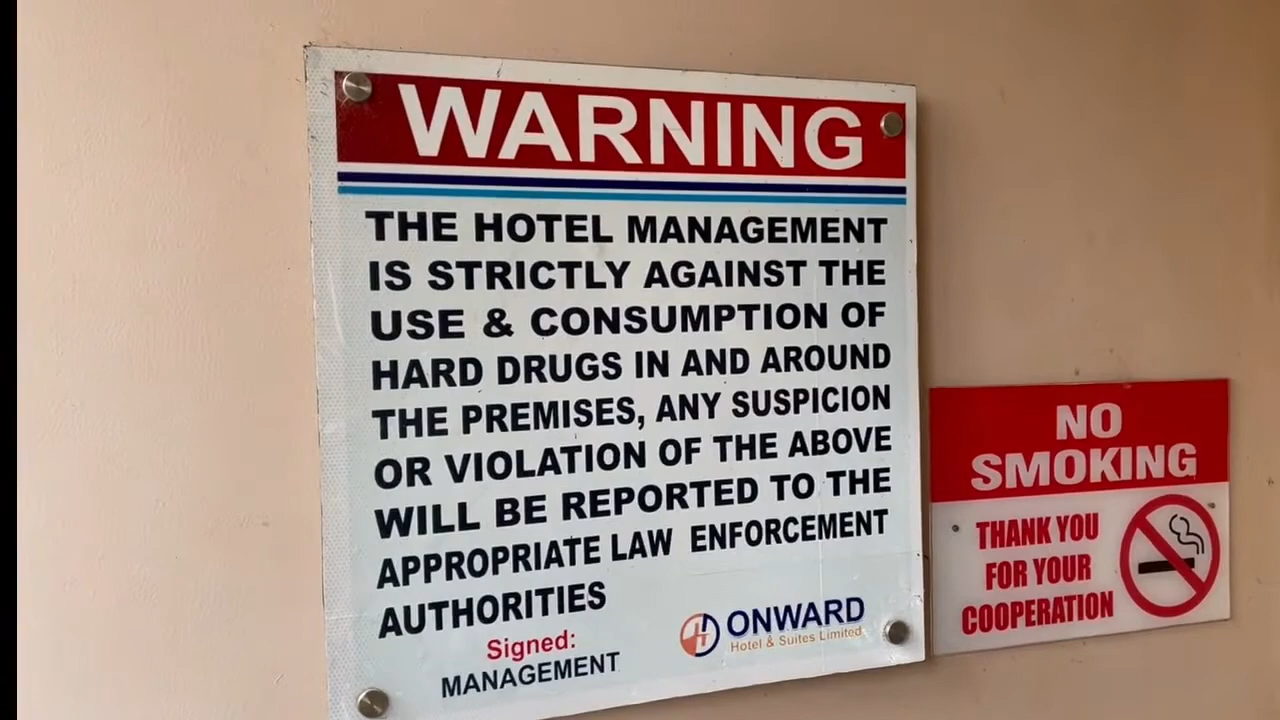 WARNING
THE HOTEL MANAGEMENT
IS STRICTLY AGAINST THE
USE & CONSUMPTION OF
HARD DRUGS IN AND AROUND
THE PREMISES, ANY SUSPICION
OR VIOLATION OF THE ABOVE
WILL BE REPORTED TO THE
APPROPRIATE LAW ENFORCEMENT
AUTHORITIES
Signed:
MANAGEMENT
ONWARD
Hotel & Suites Limited
NO
SMOKING
THANK YOU
FOR YOUR
COOPERATION